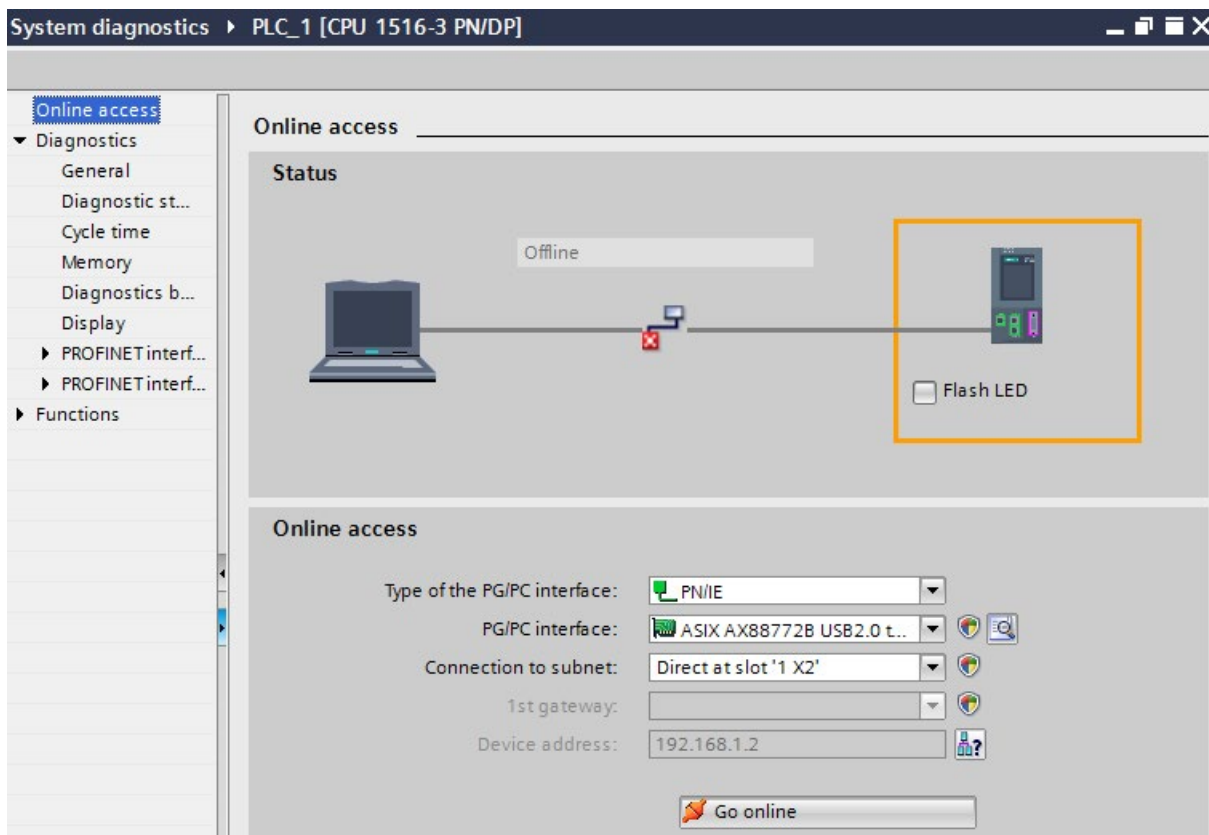 System diagnostics ▸ PLC_1 [CPU 1516-3 PN/DP]
Online access
Diagnostics
General
Diagnostic st...
Cycle time
Memory
Diagnostics b...
Display
PROFINET interf...
PROFINET interf...
Functions
Online access
Status
Offline
Flash LED
Online access
Type of the PG/PC interface: PN/IE
PG/PC interface: ASIX AX88772B USB2.0 t...
Connection to subnet: Direct at slot '1 X2'
1st gateway:
Device address: 192.168.1.2
Go online